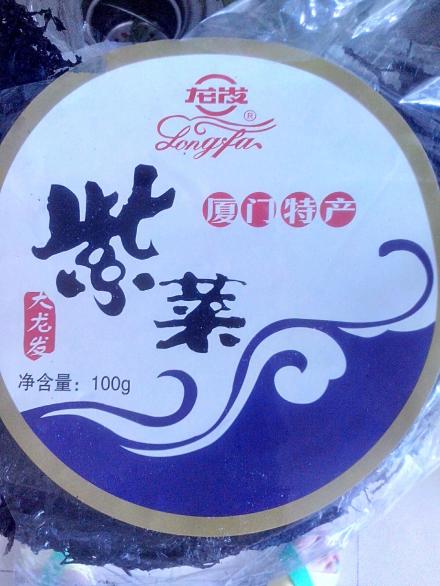 龙发
®
Longfa
紫菜
厦门特产
大龙发
净含量：100g